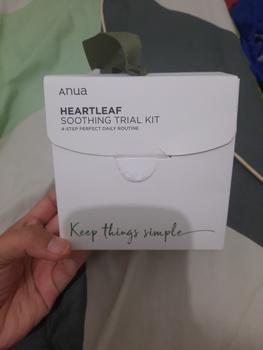 anua
HEARTLEAF
SOOTHING TRIAL KIT
4-STEP PERFECT DAILY ROUTINE
Keep things simple